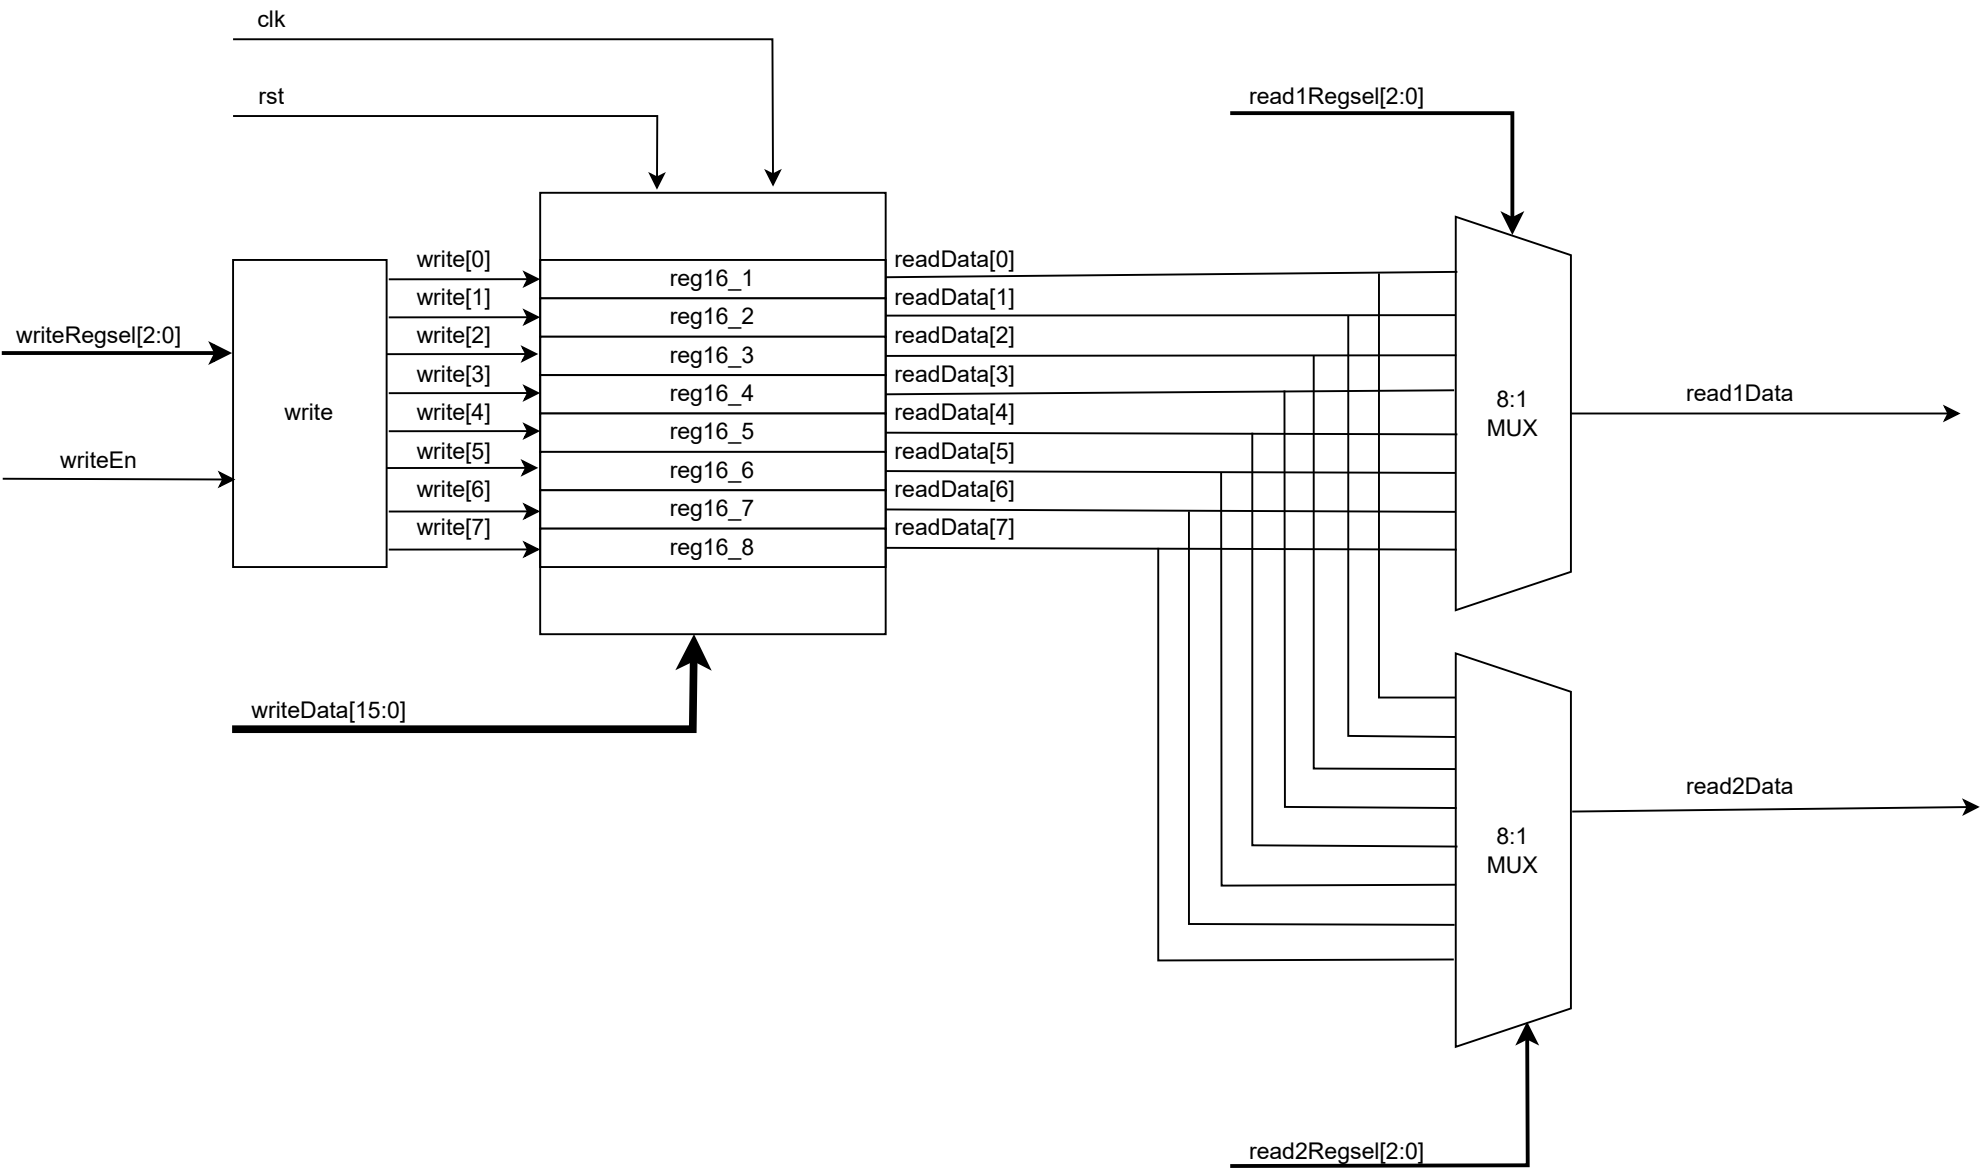 clk
rst
read1Regsel[2:0]
writeRegsel[2:0]
writeEn
write
write[0]
write[1]
write[2]
write[3]
write[4]
write[5]
write[6]
write[7]
reg16_1
reg16_2
reg16_3
reg16_4
reg16_5
reg16_6
reg16_7
reg16_8
readData[0]
readData[1]
readData[2]
readData[3]
readData[4]
readData[5]
readData[6]
readData[7]
8:1
MUX
read1Data
writeData[15:0]
8:1
MUX
read2Data
read2Regsel[2:0]